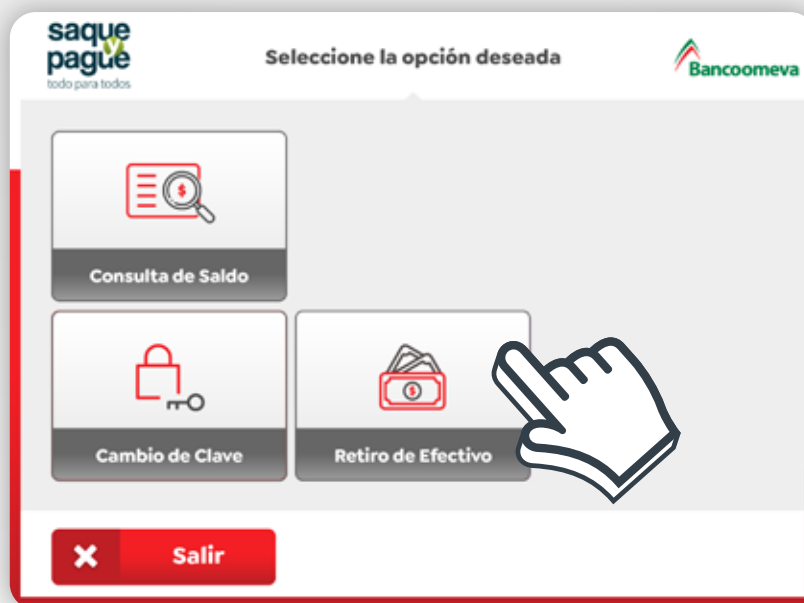 saque
y
pague
todo para todos
Seleccione la opción deseada
Bancoomeva
$
Consulta de Saldo
Cambio de Clave
$
Retiro de Efectivo
Salir